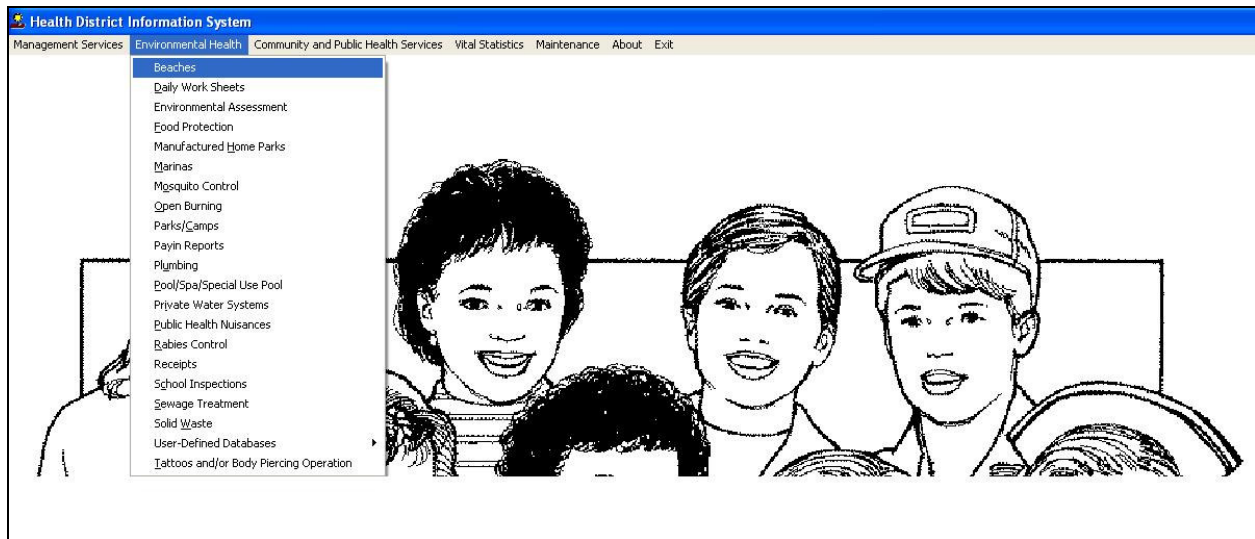 Health District Information System
Management Services Environmental Health Community and Public Health Services Vital Statistics Maintenance About Exit
Beaches
Daily Work Sheets
Environmental Assessment
Food Protection
Manufactured Home Parks
Marinas
Mosquito Control
Open Burning
Parks/Camps
Payin Reports
Plumbing
Pool/Spa/Special Use Pool
Private Water Systems
Public Health Nuisances
Rabies Control
Receipts
School Inspections
Sewage Treatment
Solid Waste
User-Defined Databases
Tattoos and/or Body Piercing Operation